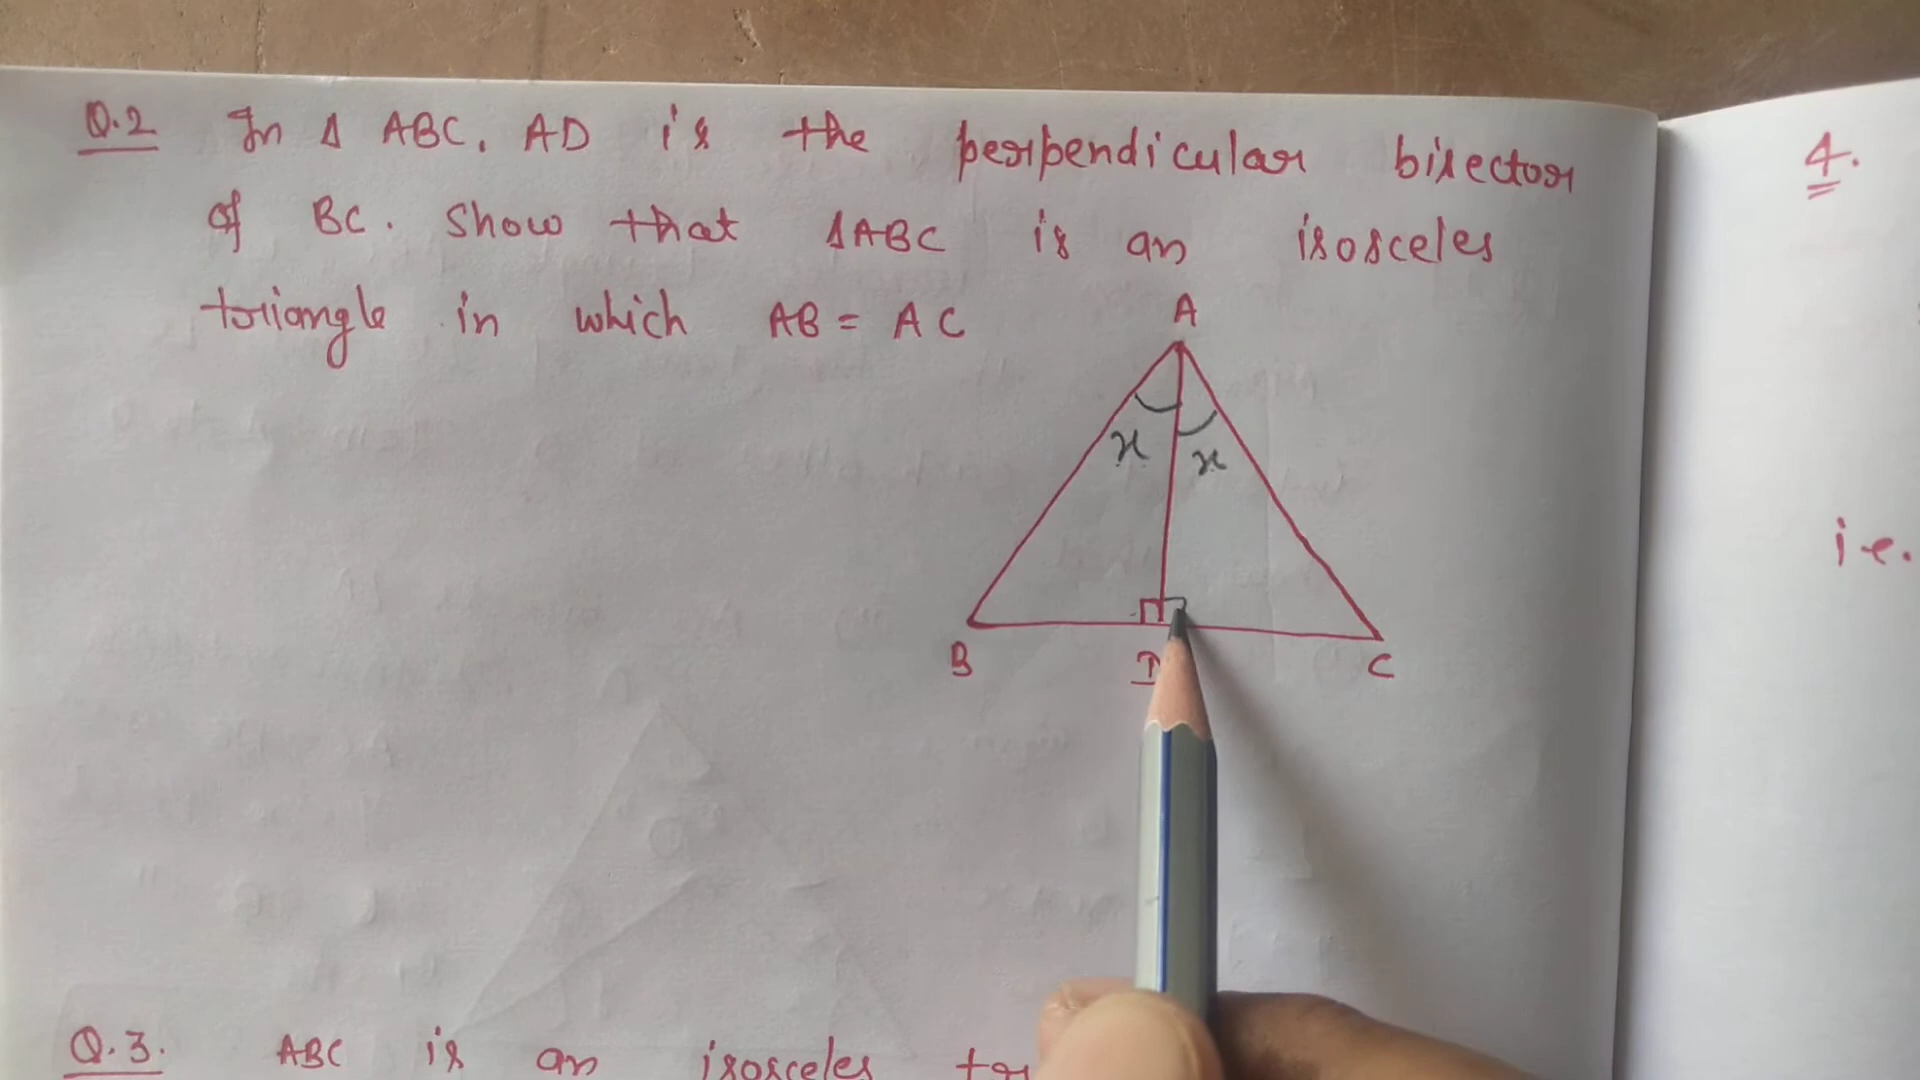 Q.2 In Δ ABC, AD is the perpendicular bisector
of BC. Show that ΔABC is an isosceles
triangle in which AB = AC
A
x x
B C
Q.3. ABC is an isosceles
4.
i.e.